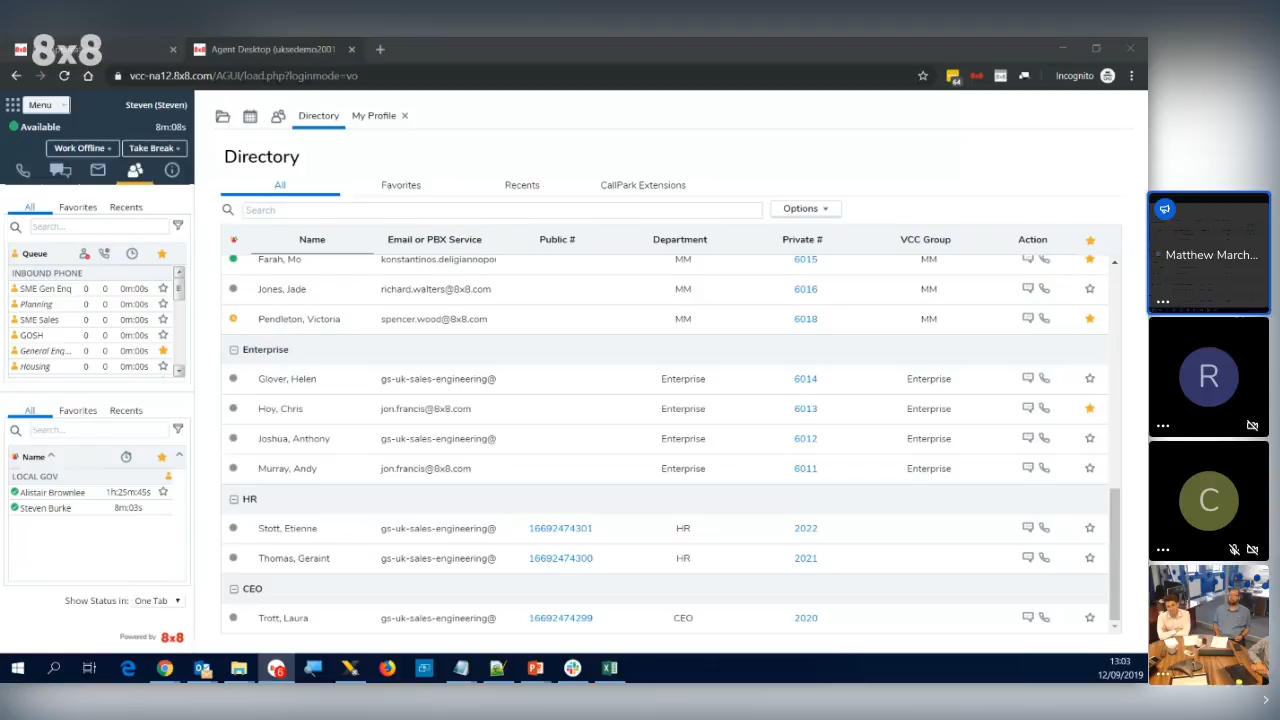 8x8
Agent Desktop (uksedemo2001
vcc-na12.8x8.com/AGUI/load.php?loginmode=vo
64
Incognito
Menu
Steven (Steven)
Available 8m:08s
Work Offline
Take Break
All Favorites Recents
Search...
Queue
INBOUND PHONE
SME Gen Enq 0 0 0m:00s
Planning 0 0 0m:00s
SME Sales 0 0 0m:00s
GOSH 0 0 0m:00s
General Enq... 0 0 0m:00s
Housing 0 0 0m:00s
All Favorites Recents
Search...
Name
LOCAL GOV
Alistair Brownlee 1h:25m:45s
Steven Burke 8m:03s
Show Status in: One Tab
Powered by 8x8
Directory My Profile
Directory
All Favorites Recents CallPark Extensions
Search
Options
Name Email or PBX Service Public # Department Private # VCC Group Action
Farah, Mo konstantinos.deligiannopoı MM 6015 MM
Jones, Jade richard.walters@8x8.com MM 6016 MM
Pendleton, Victoria spencer.wood@8x8.com MM 6018 MM
Enterprise
Glover, Helen gs-uk-sales-engineering@ Enterprise 6014 Enterprise
Hoy, Chris jon.francis@8x8.com Enterprise 6013 Enterprise
Joshua, Anthony gs-uk-sales-engineering@ Enterprise 6012 Enterprise
Murray, Andy jon.francis@8x8.com Enterprise 6011 Enterprise
HR
Stott, Etienne gs-uk-sales-engineering@ 16692474301 HR 2022
Thomas, Geraint gs-uk-sales-engineering@ 16692474300 HR 2021
CEO
Trott, Laura gs-uk-sales-engineering@ 16692474299 CEO 2020
Matthew March...
R
C
13:03
12/09/2019